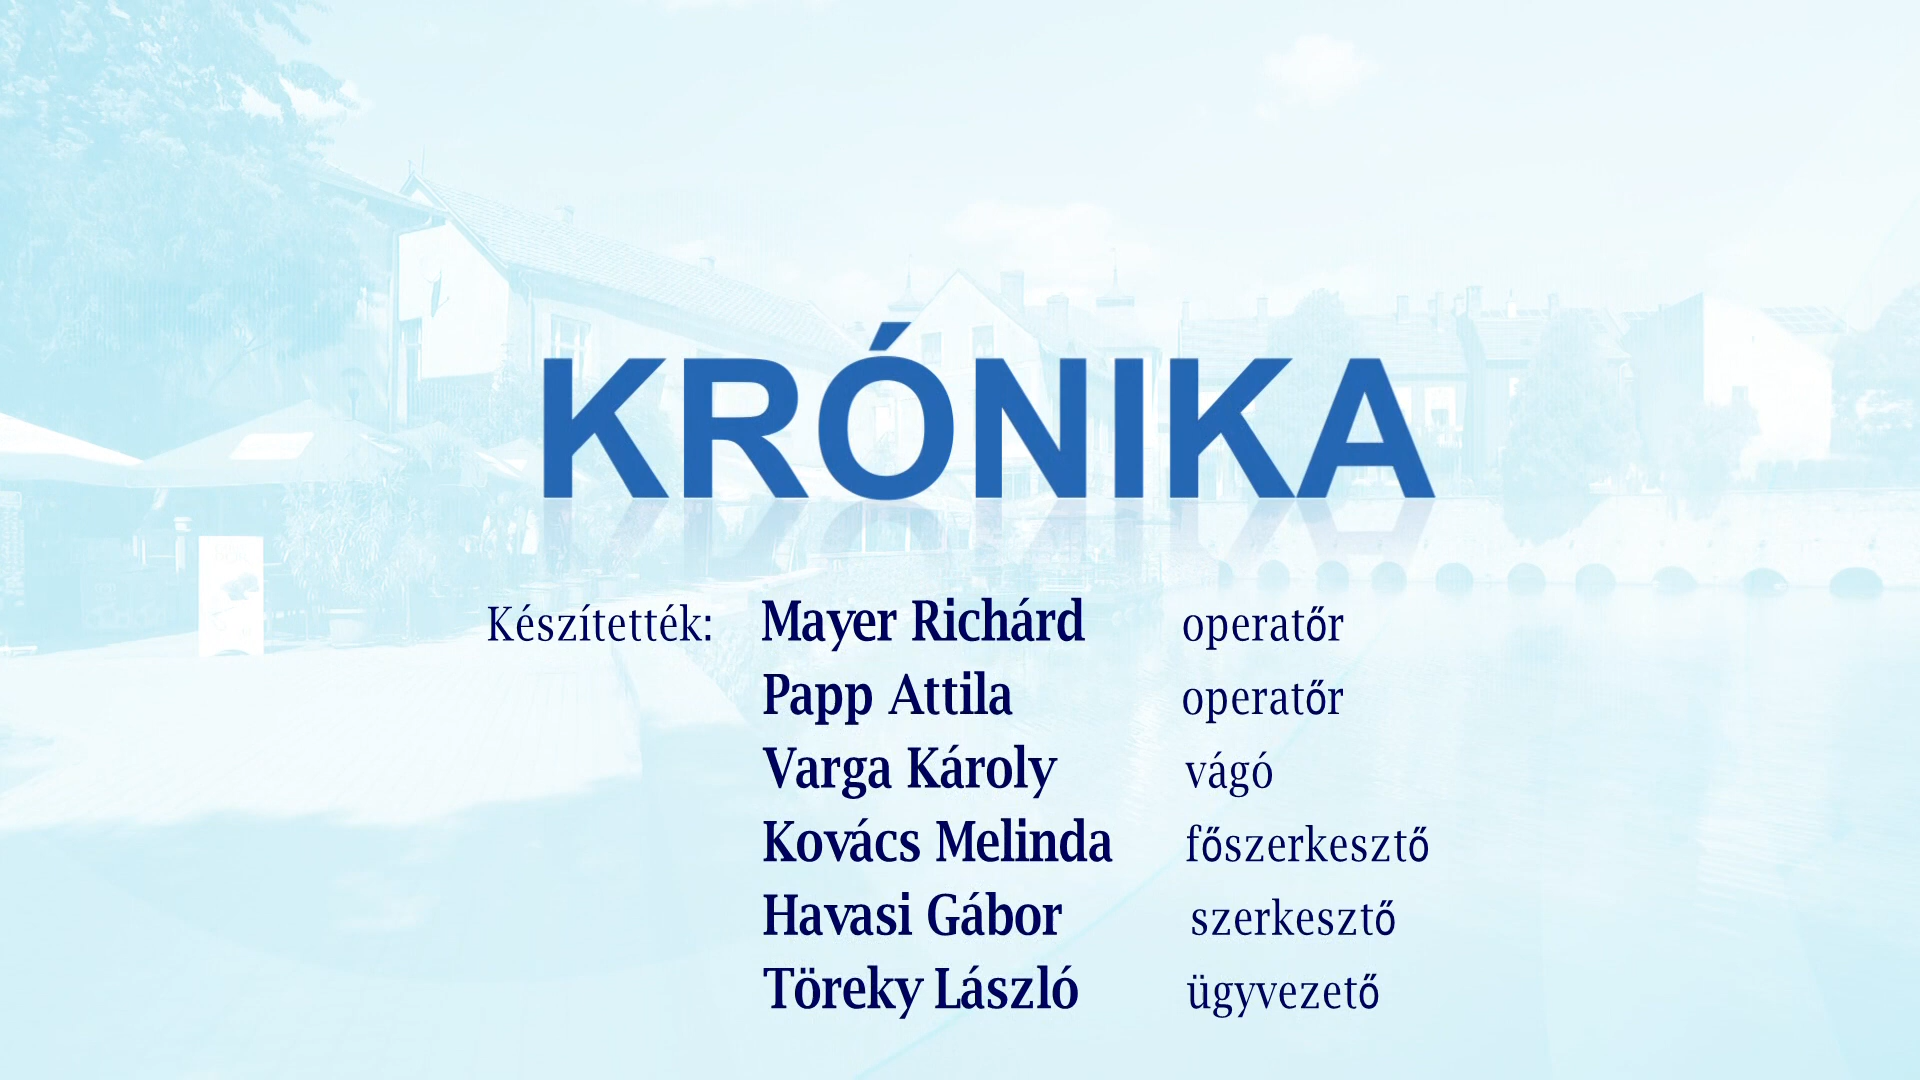 KRÓNIKA
Készítették: Mayer Richárd operatőr
Papp Attila operatőr
Varga Károly vágó
Kovács Melinda főszerkesztő
Havasi Gábor szerkesztő
Töreky László ügyvezető